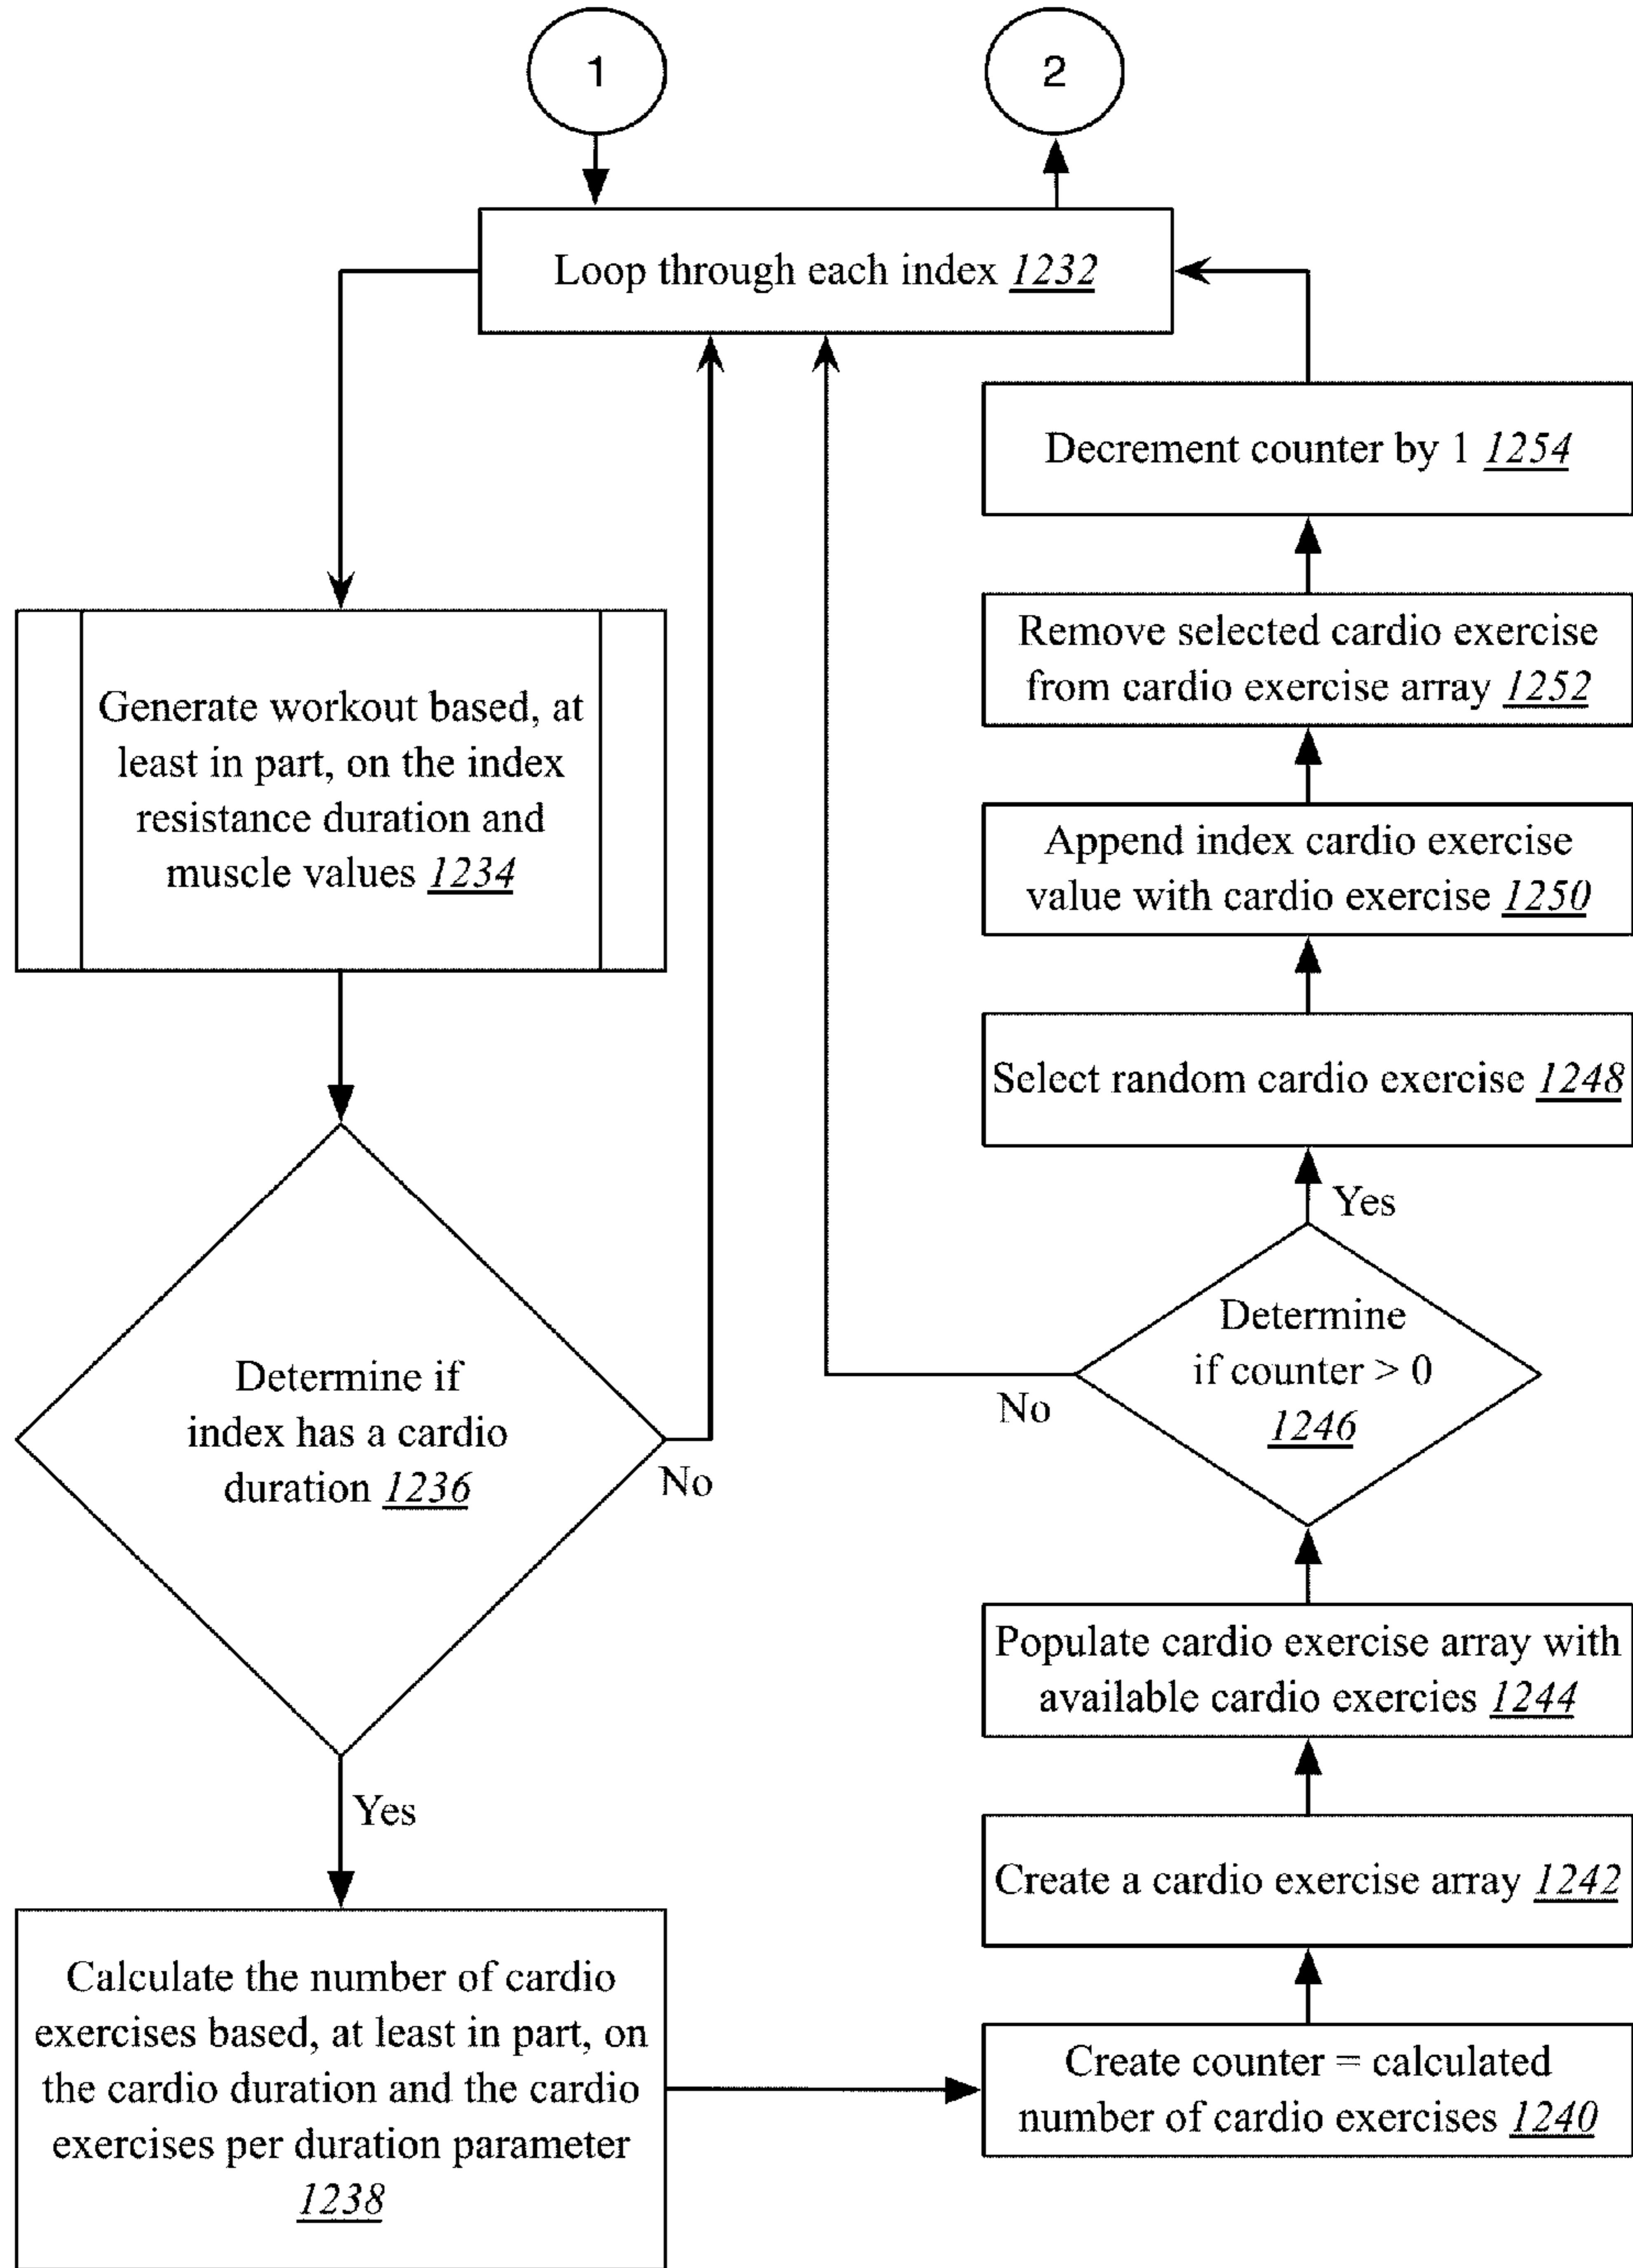 1
2
Loop through each index 1232
Generate workout based, at
least in part, on the index
resistance duration and
muscle values 1234
Determine if
index has a cardio
duration 1236
No
Yes
Calculate the number of cardio
exercises based, at least in part, on
the cardio duration and the cardio
exercises per duration parameter
1238
Create counter = calculated
number of cardio exercises 1240
Create a cardio exercise array 1242
Populate cardio exercise array with
available cardio exercies 1244
Determine
if counter > 0
1246
No
Yes
Select random cardio exercise 1248
Append index cardio exercise
value with cardio exercise 1250
Remove selected cardio exercise
from cardio exercise array 1252
Decrement counter by 1 1254